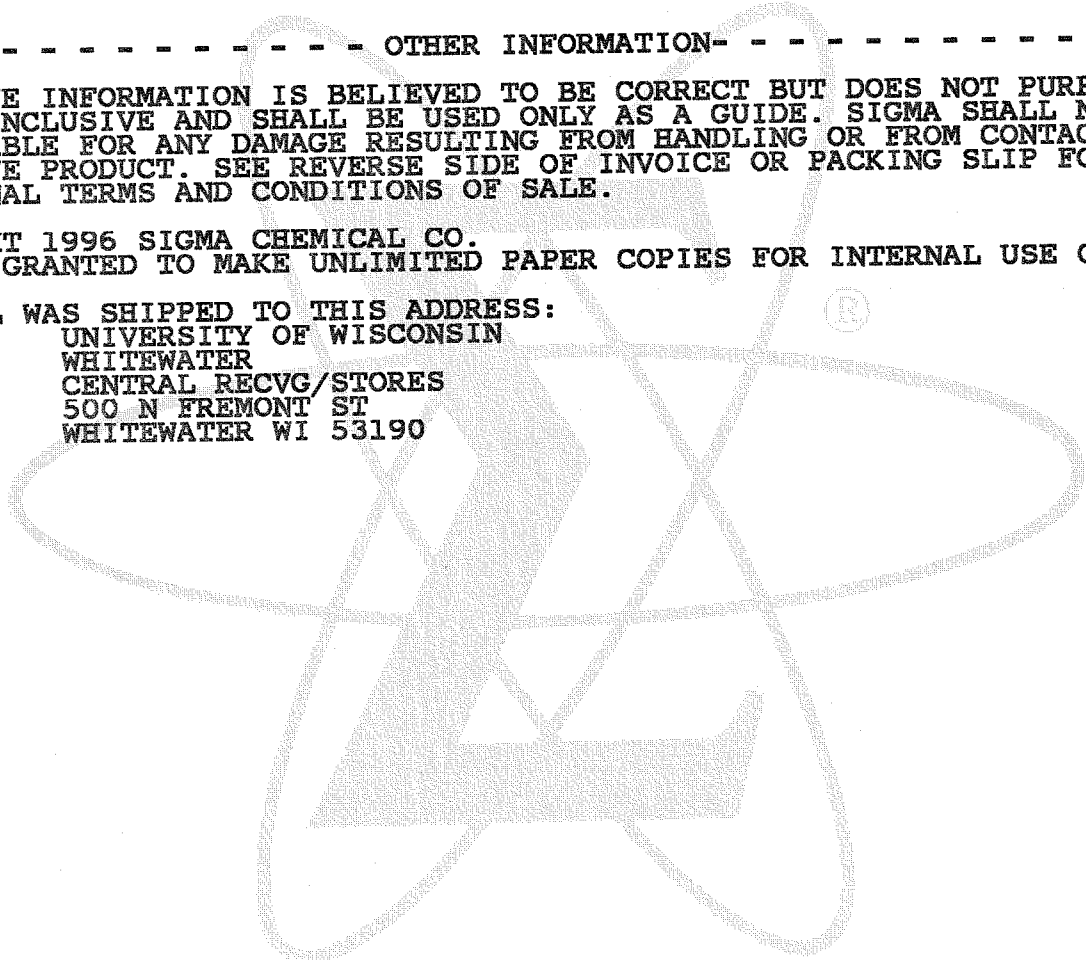 - - - - - - - - - - - - OTHER INFORMATION- - - - - - - - - -
E INFORMATION IS BELIEVED TO BE CORRECT BUT DOES NOT PURP
NCLUSIVE AND SHALL BE USED ONLY AS A GUIDE. SIGMA SHALL N
BLE FOR ANY DAMAGE RESULTING FROM HANDLING OR FROM CONTAC
E PRODUCT. SEE REVERSE SIDE OF INVOICE OR PACKING SLIP FO
AL TERMS AND CONDITIONS OF SALE.
T 1996 SIGMA CHEMICAL CO.
GRANTED TO MAKE UNLIMITED PAPER COPIES FOR INTERNAL USE O
WAS SHIPPED TO THIS ADDRESS:
UNIVERSITY OF WISCONSIN
WHITEWATER
CENTRAL RECVG/STORES
500 N FREMONT ST
WHITEWATER WI 53190
Σ
®